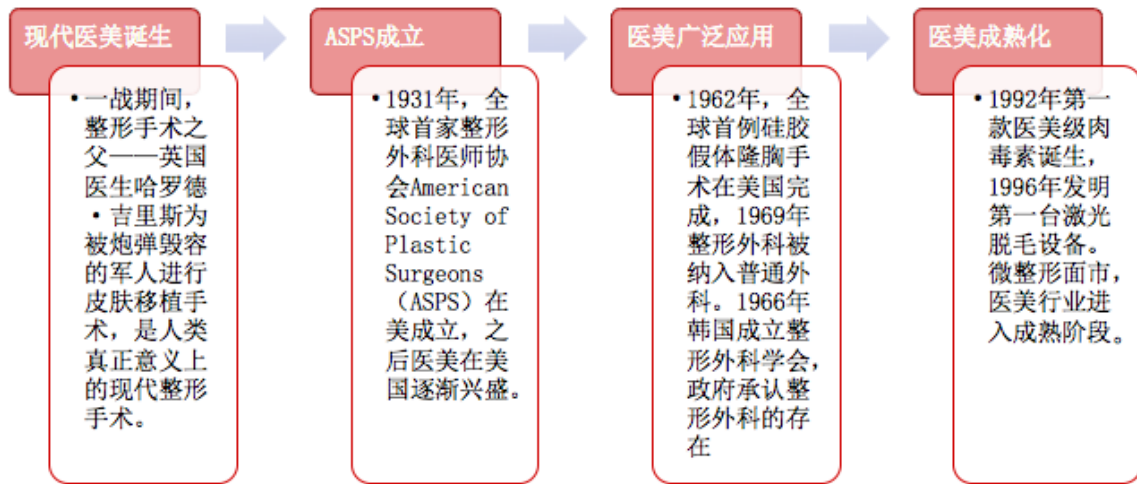 现代医美诞生
•一战期间，
整形手术之
父——英国
医生哈罗德
•吉里斯为
被炮弹毁容
的军人进行
皮肤移植手
术，是人类
真正意义上
的现代整形
手术。
ASPS成立
•1931年，全
球首家整形
外科医师协
会American
Society of
Plastic
Surgeons
（ASPS）在
美成立，之
后医美在美
国逐渐兴盛。
医美广泛应用
•1962年，全
球首例硅胶
假体隆胸手
术在美国完
成，1969年
整形外科被
纳入普通外
科。1966年
韩国成立整
形外科学会，
政府承认整
形外科的存
在
医美成熟化
•1992年第一
款医美级肉
毒素诞生，
1996年发明
第一台激光
脱毛设备。
微整形面市，
医美行业进
入成熟阶段。